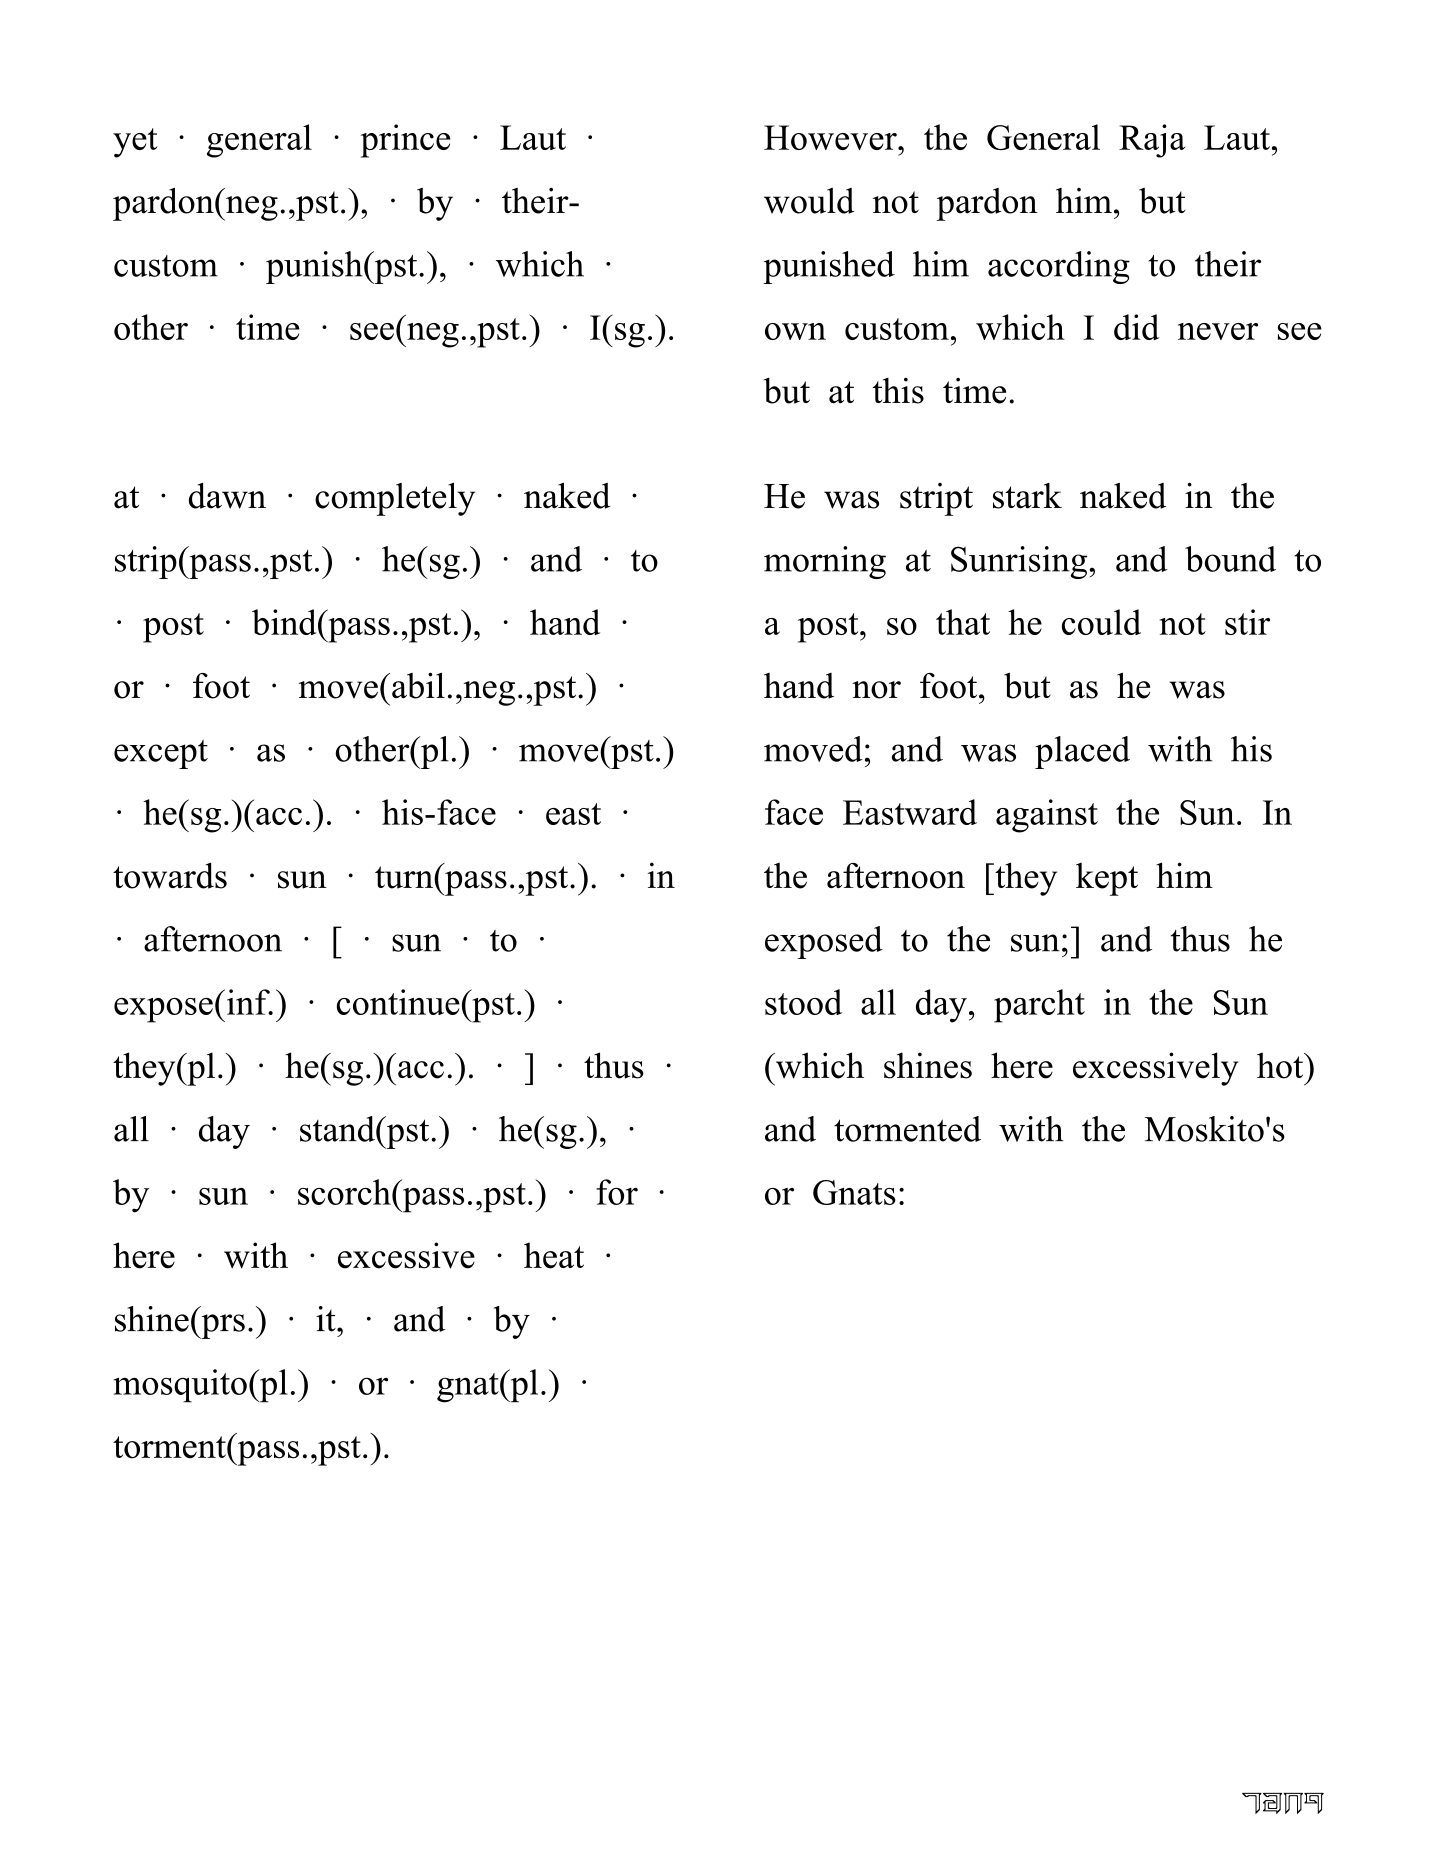 yet · general · prince · Laut ·
pardon(neg.,pst.), · by · their-
custom · punish(pst.), · which ·
other · time · see(neg.,pst.) · I(sg.).
However, the General Raja Laut,
would not pardon him, but
punished him according to their
own custom, which I did never see
but at this time.
at · dawn · completely · naked ·
strip(pass.,pst.) · he(sg.) · and · to
· post · bind(pass.,pst.), · hand ·
or · foot · move(abil.,neg.,pst.) ·
except · as · other(pl.) · move(pst.)
· he(sg.)(acc.). · his-face · east ·
towards · sun · turn(pass.,pst.). · in
· afternoon · [ · sun · to ·
expose(inf.) · continue(pst.) ·
they(pl.) · he(sg.)(acc.). · ] · thus ·
all · day · stand(pst.) · he(sg.), ·
by · sun · scorch(pass.,pst.) · for ·
here · with · excessive · heat ·
shine(prs.) · it, · and · by ·
mosquito(pl.) · or · gnat(pl.) ·
torment(pass.,pst.).
He was stript stark naked in the
morning at Sunrising, and bound to
a post, so that he could not stir
hand nor foot, but as he was
moved; and was placed with his
face Eastward against the Sun. In
the afternoon [they kept him
exposed to the sun;] and thus he
stood all day, parcht in the Sun
(which shines here excessively hot)
and tormented with the Moskito's
or Gnats: